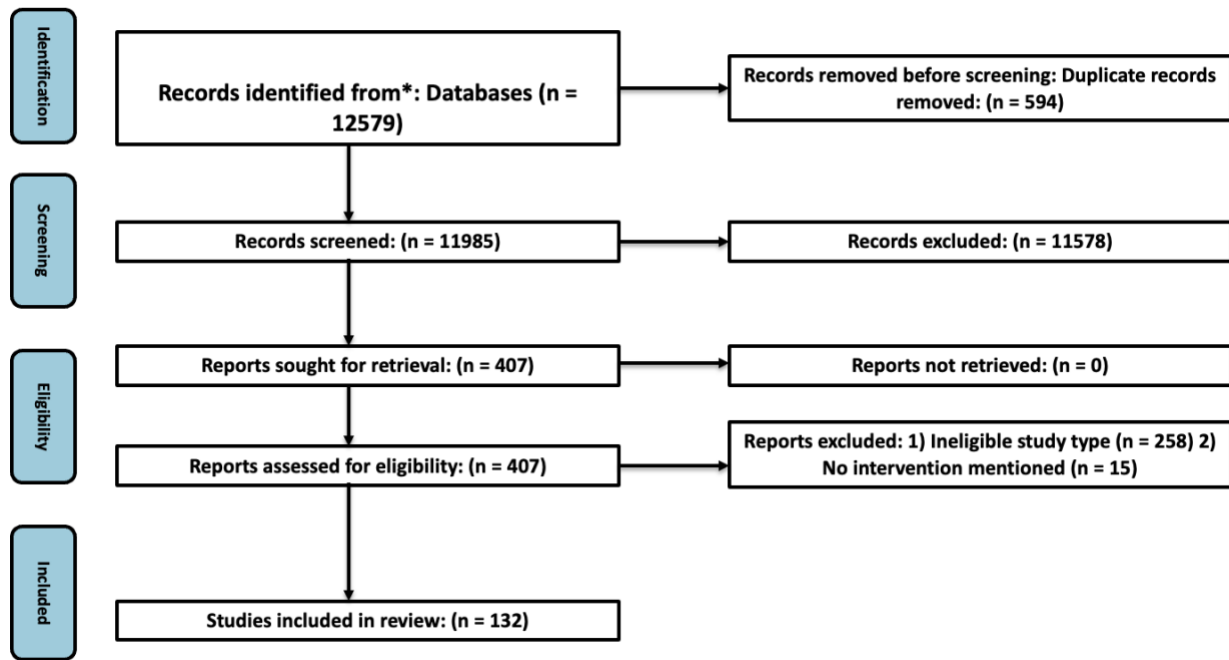 Identification
Records identified from*: Databases (n =
12579)
Records removed before screening: Duplicate records
removed: (n = 594)
Screening
Records screened: (n = 11985)
Records excluded: (n = 11578)
Eligibility
Reports sought for retrieval: (n = 407)
Reports not retrieved: (n = 0)
Reports assessed for eligibility: (n = 407)
Reports excluded: 1) Ineligible study type (n = 258) 2)
No intervention mentioned (n = 15)
Included
Studies included in review: (n = 132)